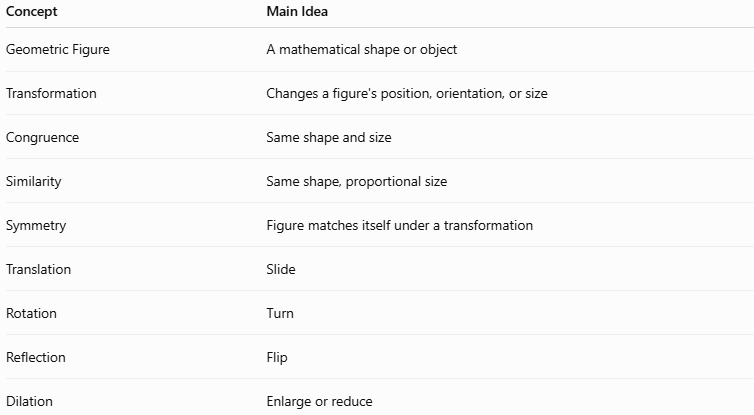 Concept Main Idea
Geometric Figure A mathematical shape or object
Transformation Changes a figure's position, orientation, or size
Congruence Same shape and size
Similarity Same shape, proportional size
Symmetry Figure matches itself under a transformation
Translation Slide
Rotation Turn
Reflection Flip
Dilation Enlarge or reduce